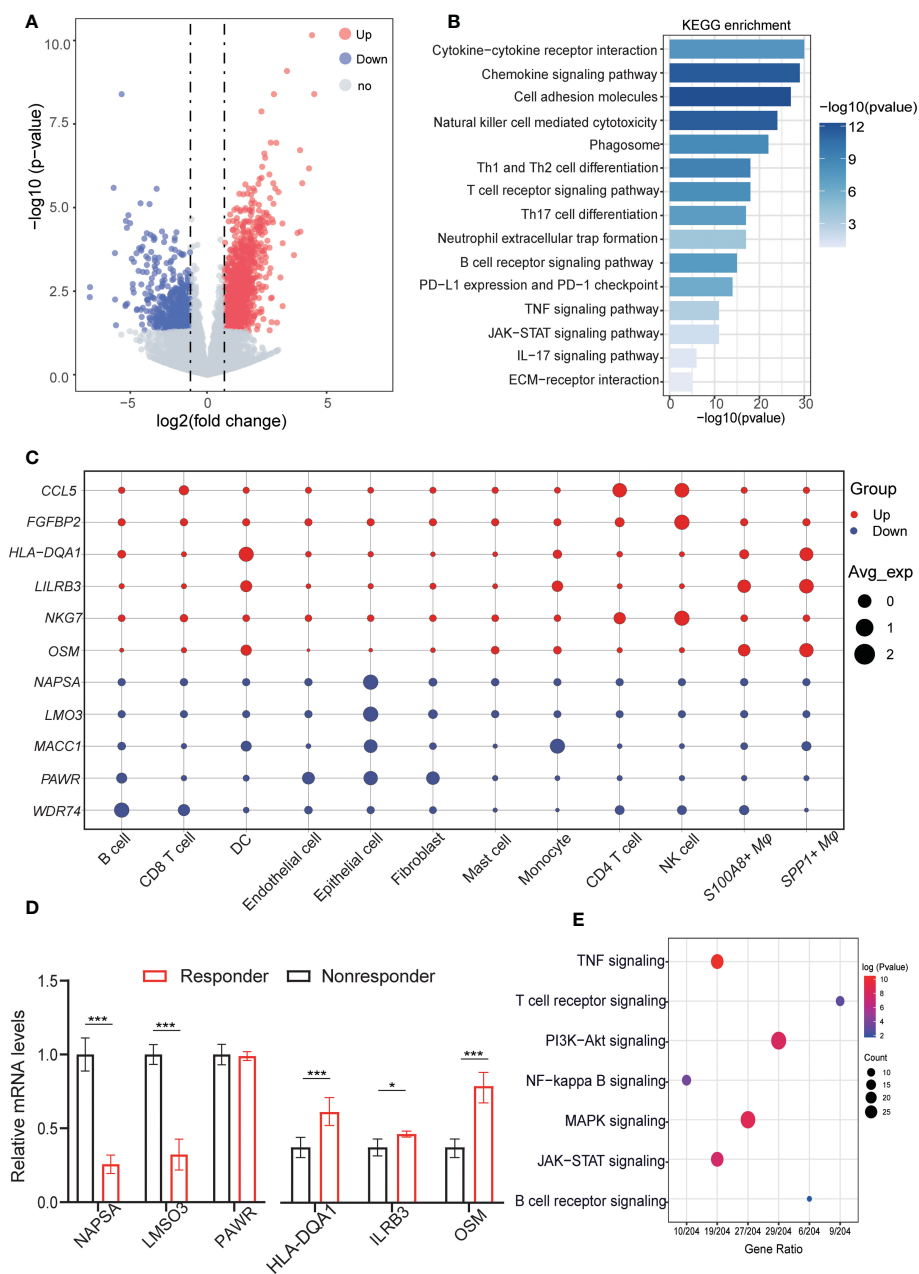 A
Up
Down
no
10.0
7.5
5.0
2.5
0.0
−log10 (p−value)
−5
0
5
log2(fold change)
B
KEGG enrichment
Cytokine−cytokine receptor interaction
Chemokine signaling pathway
Cell adhesion molecules
Natural killer cell mediated cytotoxicity
Phagosome
Th1 and Th2 cell differentiation
T cell receptor signaling pathway
Th17 cell differentiation
Neutrophil extracellular trap formation
B cell receptor signaling pathway
PD−L1 expression and PD−1 checkpoint
TNF signaling pathway
JAK−STAT signaling pathway
IL−17 signaling pathway
ECM−receptor interaction
0
10
20
30
−log10(pvalue)
−log10(pvalue)
12
9
6
3
C
CCL5
FGFBP2
HLA−DQA1
LILRB3
NKG7
OSM
NAPSA
LMO3
MACC1
PAWR
WDR74
B cell
CD8 T cell
DC
Endothelial cell
Epithelial cell
Fibroblast
Mast cell
Monocyte
CD4 T cell
NK cell
S100A8+ Mφ
SPP1+ Mφ
Group
Up
Down
Avg_exp
0
1
2
D
Responder
Nonresponder
Relative mRNA levels
1.5
1.0
0.5
0.0
***
***
***
*
***
NAPSA
LMSO3
PAWR
HLA-DQA1
ILRB3
OSM
E
TNF signaling
T cell receptor signaling
PI3K−Akt signaling
NF−kappa B signaling
MAPK signaling
JAK−STAT signaling
B cell receptor signaling
10/204
19/204
27/204
29/204
6/204
9/204
Gene Ratio
log (Pvalue)
10
8
6
4
2
Count
10
15
20
25